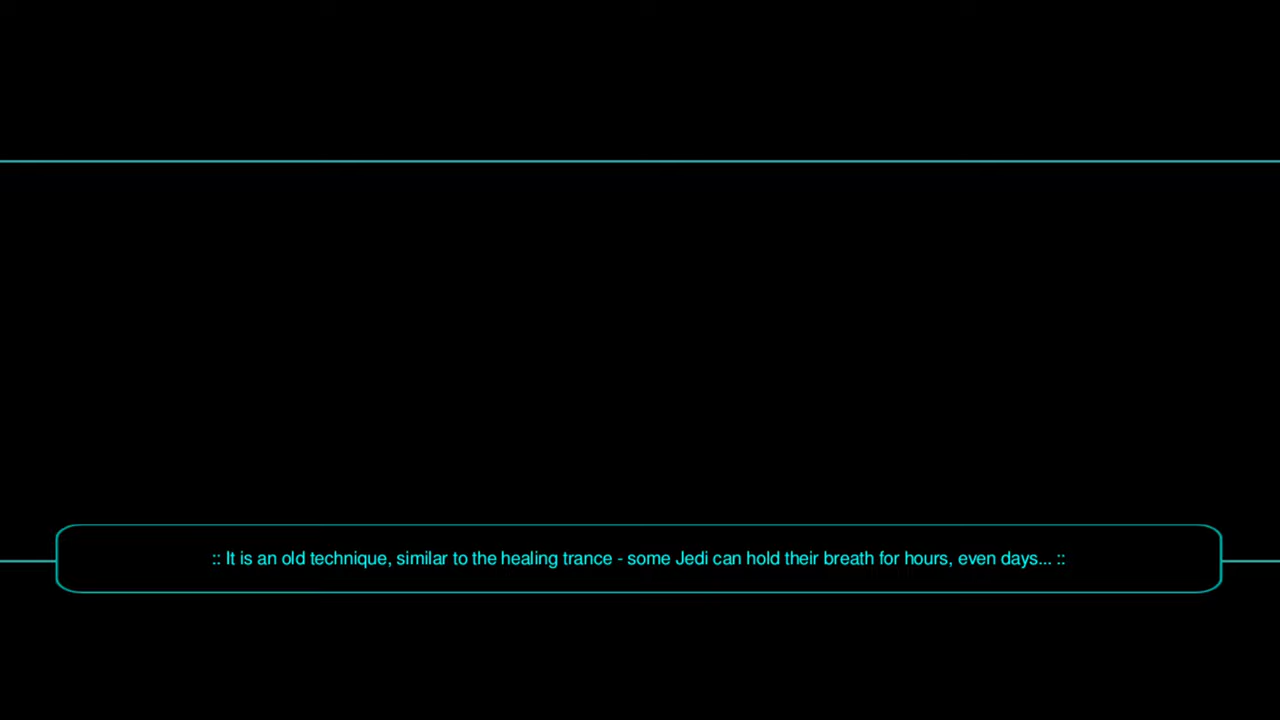 :: It is an old technique, similar to the healing trance - some Jedi can hold their breath for hours, even days... ::